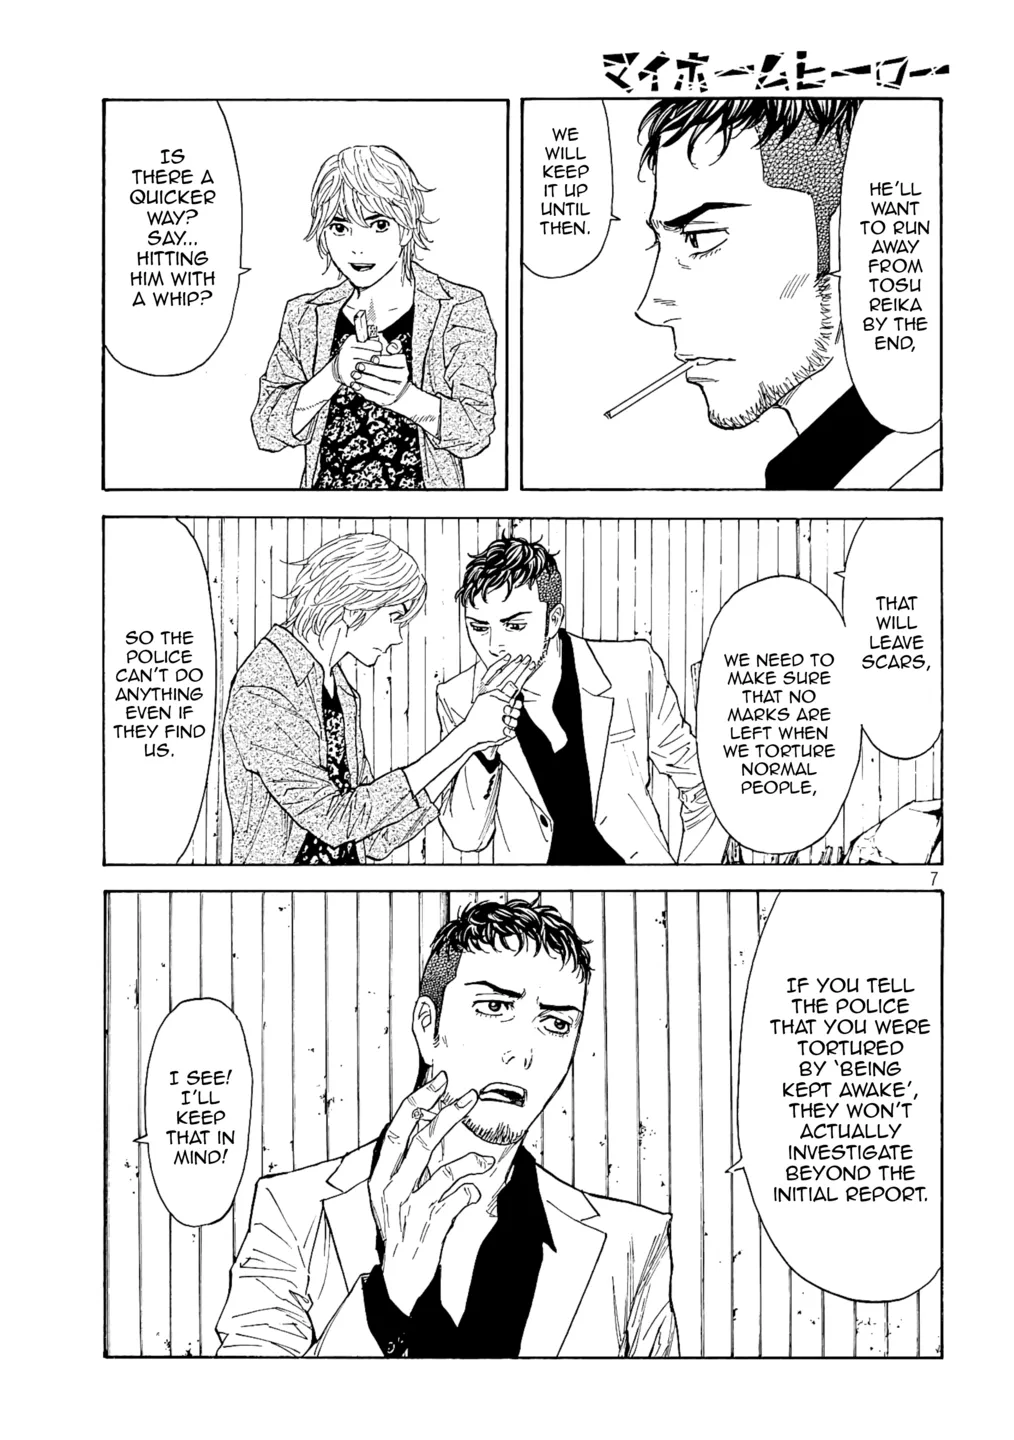 マイホームヒーロー
HE'LL
WANT
TO RUN
AWAY
FROM
TOSU
REIKA
BY THE
END,
WE
WILL
KEEP
IT UP
UNTIL
THEN.
IS
THERE A
QUICKER
WAY?
SAY...
HITTING
HIM WITH
A WHIP?
THAT
WILL
LEAVE
SCARS,
WE NEED TO
MAKE SURE
THAT NO
MARKS ARE
LEFT WHEN
WE TORTURE
NORMAL
PEOPLE,
SO THE
POLICE
CAN'T DO
ANYTHING
EVEN IF
THEY FIND
US.
7
IF YOU TELL
THE POLICE
THAT YOU WERE
TORTURED
BY 'BEING
KEPT AWAKE',
THEY WON'T
ACTUALLY
INVESTIGATE
BEYOND THE
INITIAL REPORT.
I SEE!
I'LL
KEEP
THAT IN
MIND!